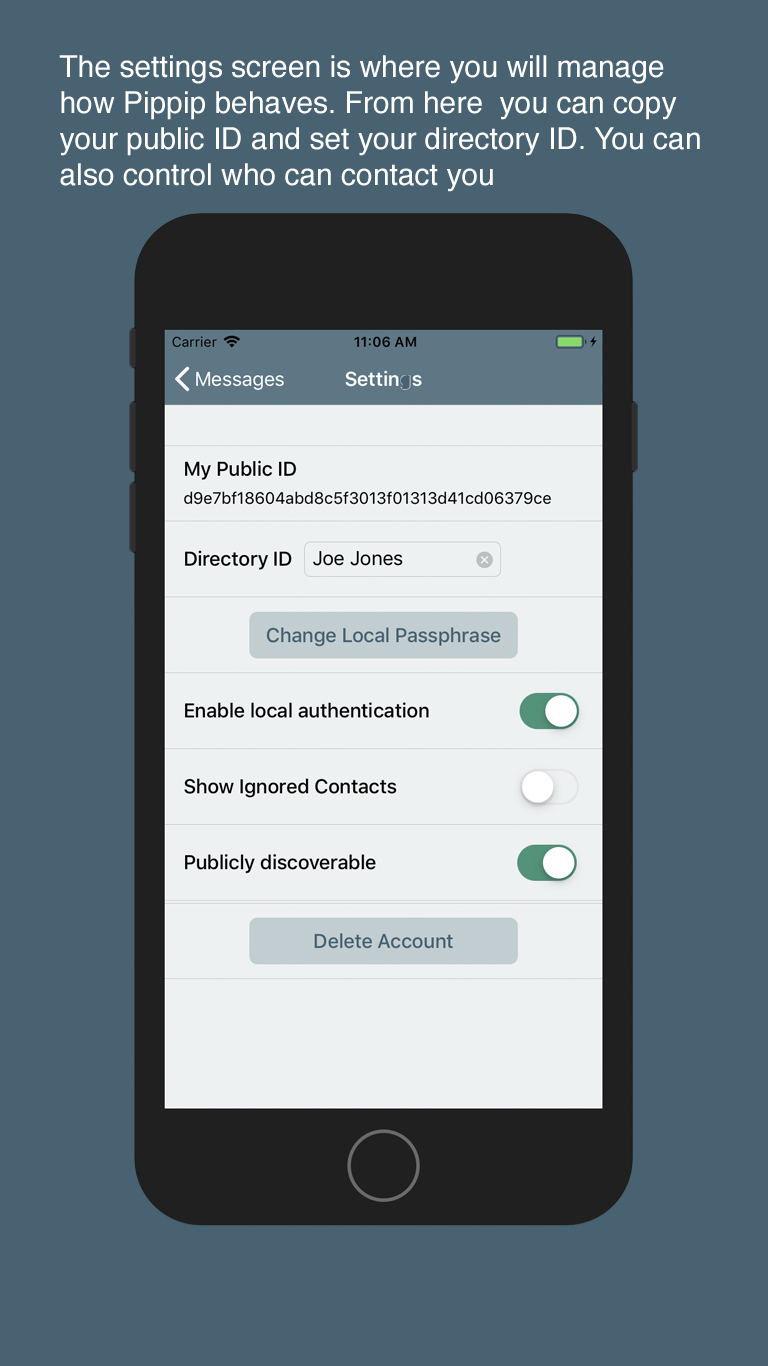 The settings screen is where you will manage
how Pippip behaves. From here  you can copy
your public ID and set your directory ID. You can
also control who can contact you
Carrier 11:06 AM
Messages Settings
My Public ID
d9e7bf18604abd8c5f3013f01313d41cd06379ce
Directory ID Joe Jones
Change Local Passphrase
Enable local authentication
Show Ignored Contacts
Publicly discoverable
Delete Account